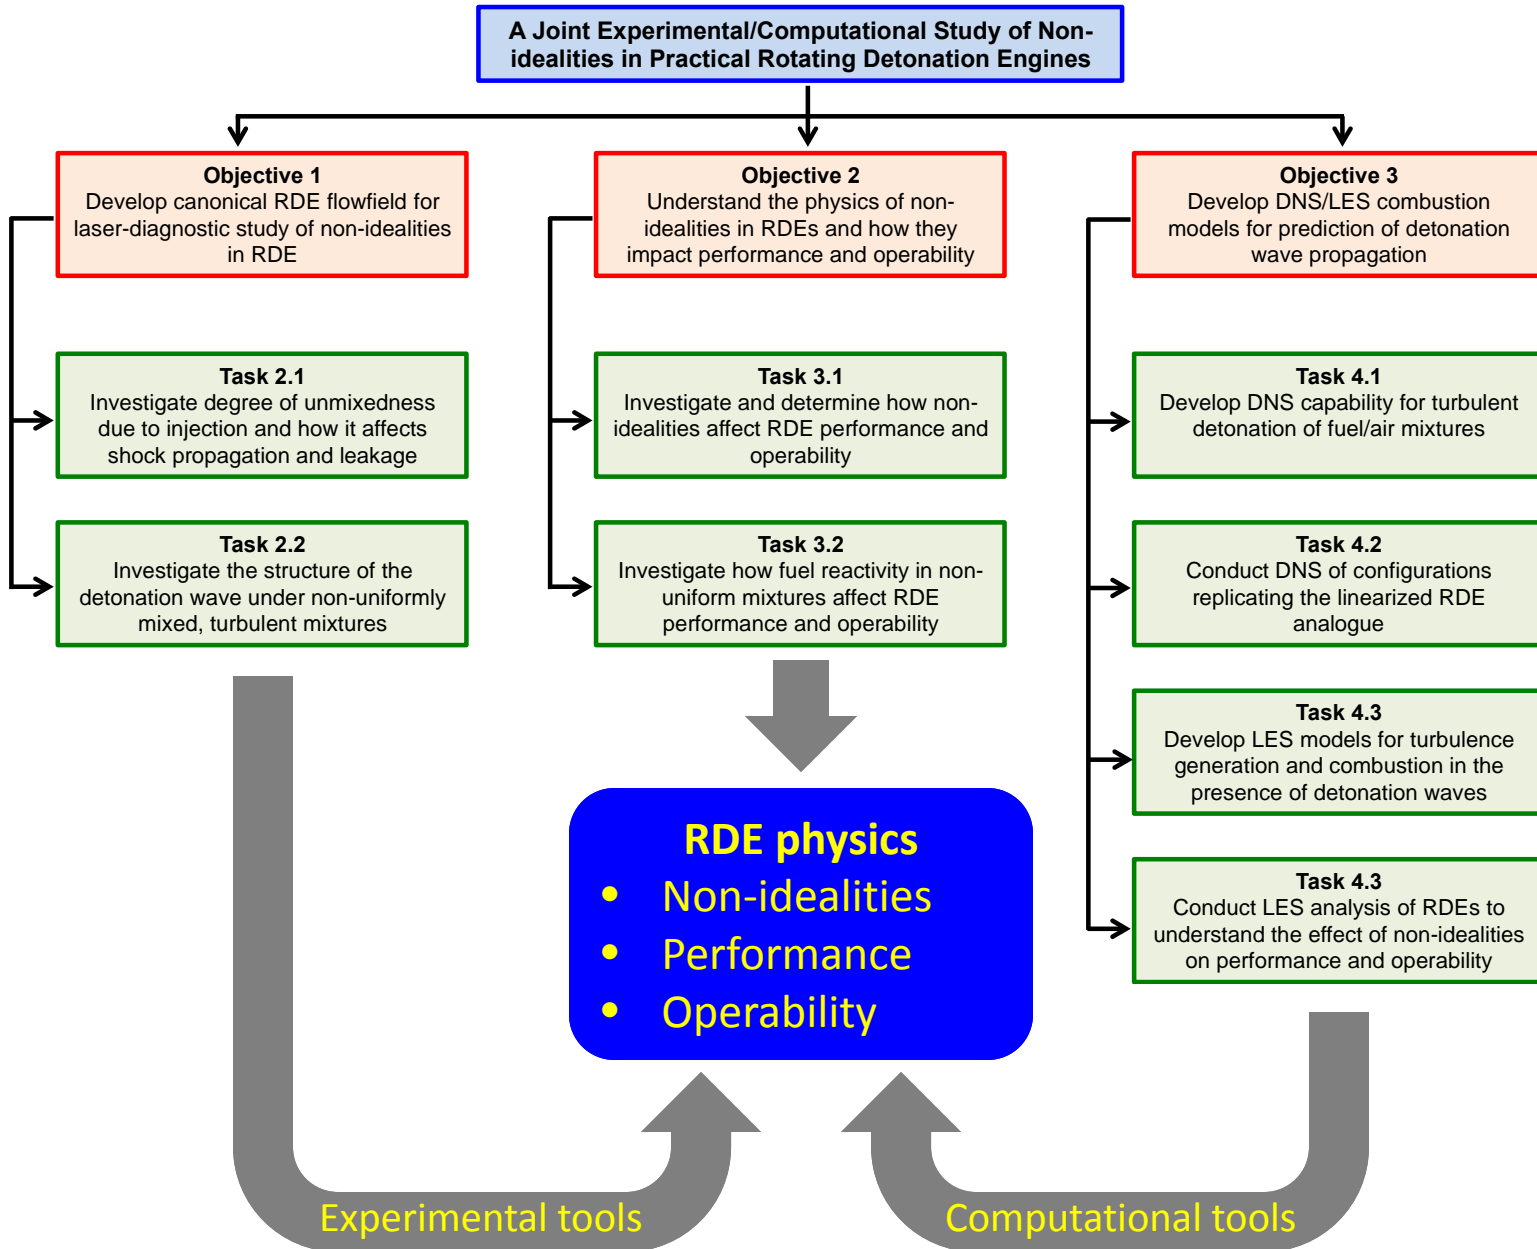 A Joint Experimental/Computational Study of Non-
idealities in Practical Rotating Detonation Engines
Objective 1
Develop canonical RDE flowfield for
laser-diagnostic study of non-idealities
in RDE
Objective 2
Understand the physics of non-
idealities in RDEs and how they
impact performance and operability
Objective 3
Develop DNS/LES combustion
models for prediction of detonation
wave propagation
Task 2.1
Investigate degree of unmixedness
due to injection and how it affects
shock propagation and leakage
Task 3.1
Investigate and determine how non-
idealities affect RDE performance and
operability
Task 4.1
Develop DNS capability for turbulent
detonation of fuel/air mixtures
Task 2.2
Investigate the structure of the
detonation wave under non-uniformly
mixed, turbulent mixtures
Task 3.2
Investigate how fuel reactivity in non-
uniform mixtures affect RDE
performance and operability
Task 4.2
Conduct DNS of configurations
replicating the linearized RDE
analogue
Task 4.3
Develop LES models for turbulence
generation and combustion in the
presence of detonation waves
Task 4.3
Conduct LES analysis of RDEs to
understand the effect of non-idealities
on performance and operability
RDE physics
• Non-idealities
• Performance
• Operability
Experimental tools
Computational tools